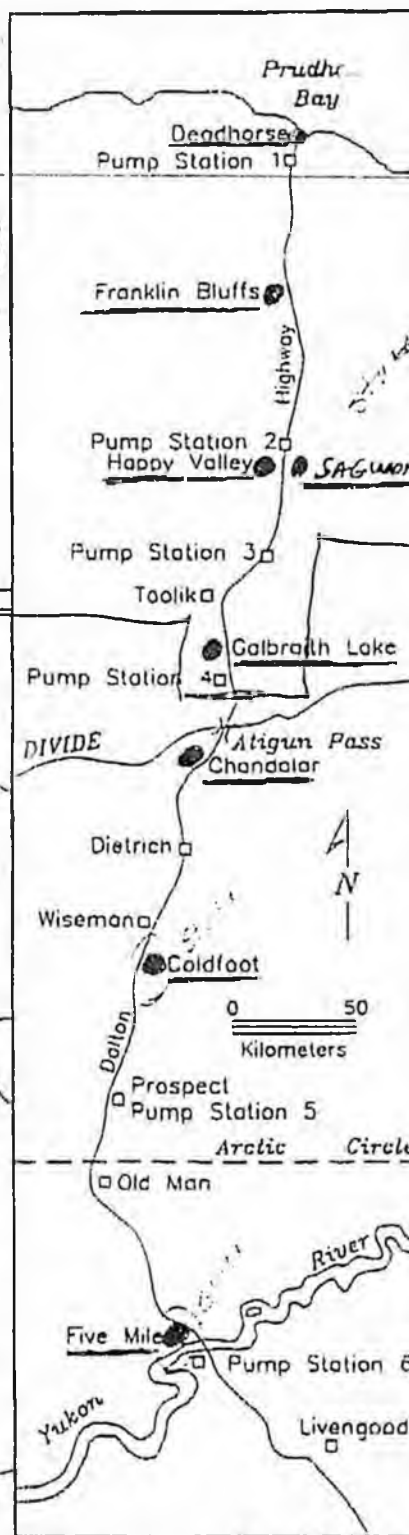 Prudh
Bay
Deadhorse
Pump Station 1
Franklin Bluffs
Highway
Pump Station 2
Happy Valley
SAGWON
Pump Station 3
Toolik
Galbraith Lake
Pump Station 4
DIVIDE
Atigun Pass
Chandalar
Dietrich
N
Wiseman
Coldfoot
0 50
Kilometers
Dalton
Prospect
Pump Station 5
Arctic Circle
Old Man
River
Five Mile
Pump Station 6
Yukon
Livengood